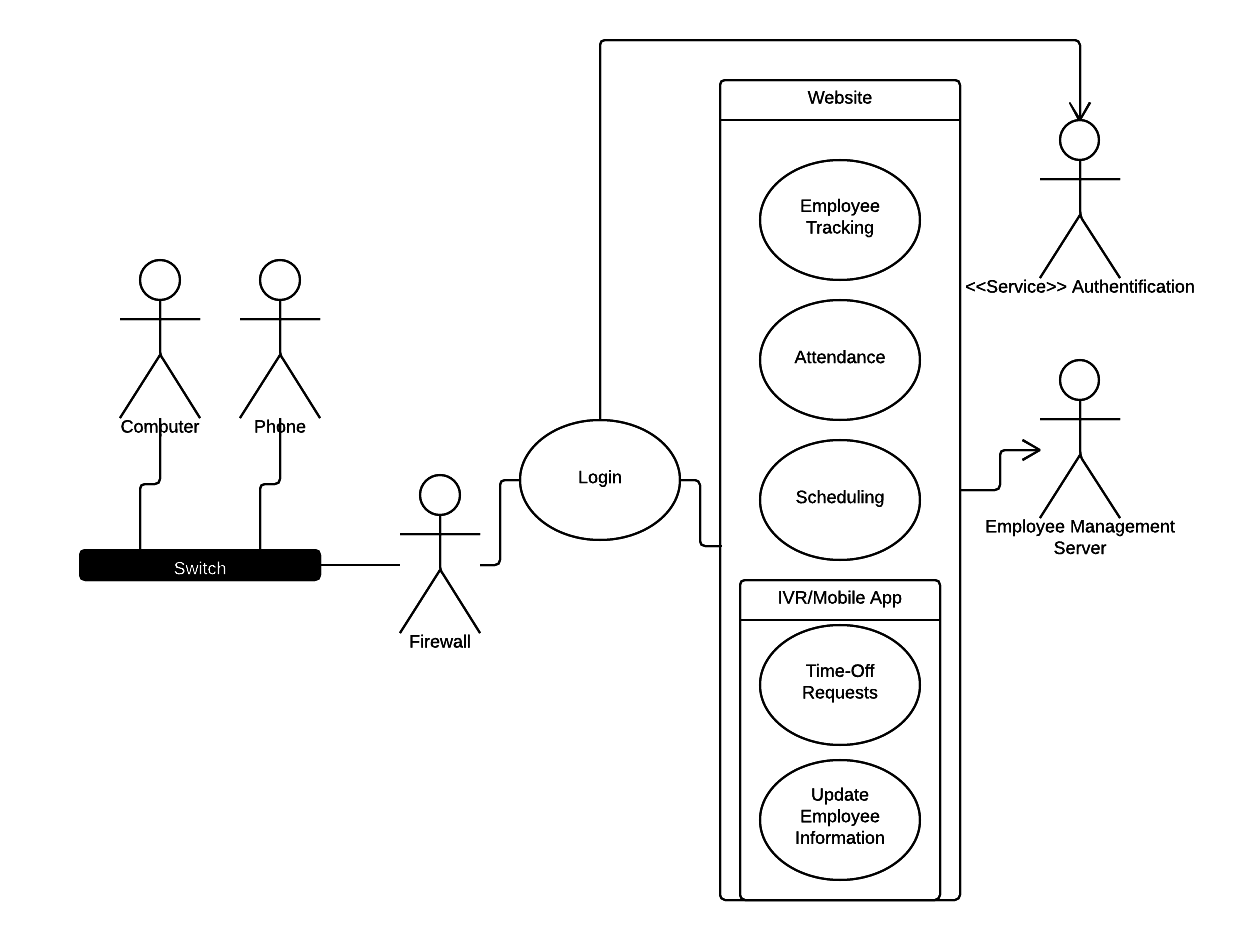 Website
Employee
Tracking
<<Service>> Authentification
Attendance
Computer
Phone
Login
Scheduling
Employee Management
Server
Switch
IVR/Mobile App
Firewall
Time-Off
Requests
Update
Employee
Information